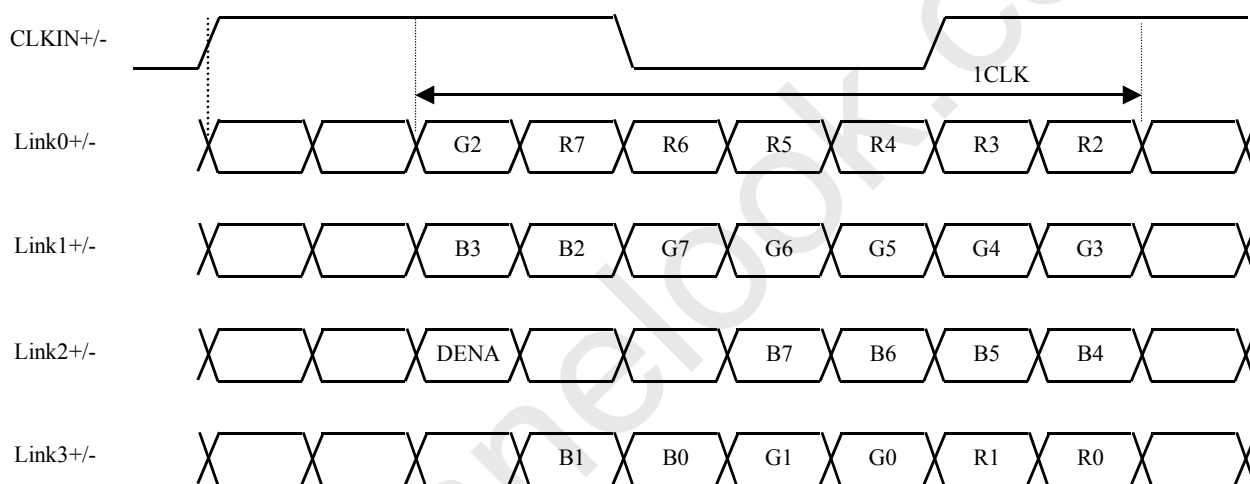 CLKIN+/-
1CLK
Link0+/- G2 R7 R6 R5 R4 R3 R2
Link1+/- B3 B2 G7 G6 G5 G4 G3
Link2+/- DENA B7 B6 B5 B4
Link3+/- B1 B0 G1 G0 R1 R0